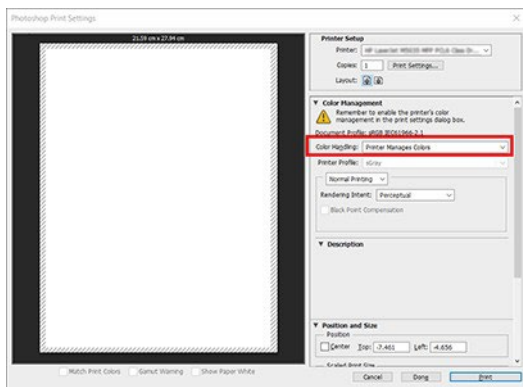 Photoshop Print Settings
21.59 cm x 27.94 cm
Printer Setup
Printer:
Copies: 1 Print Settings...
Layout:
Color Management
Remember to enable the printer's color
management in the print settings dialog box.
Document Profile: sRGB IEC61966-2.1
Color Handling: Printer Manages Colors
Printer Profile: sGray
Normal Printing
Rendering Intent: Perceptual
Black Point Compensation
Description
Position and Size
Position
Center Top: -7.461 Left: -4.656
Scaled Print Size
Match Print Colors Gamut Warning Show Paper White
Cancel Done Print